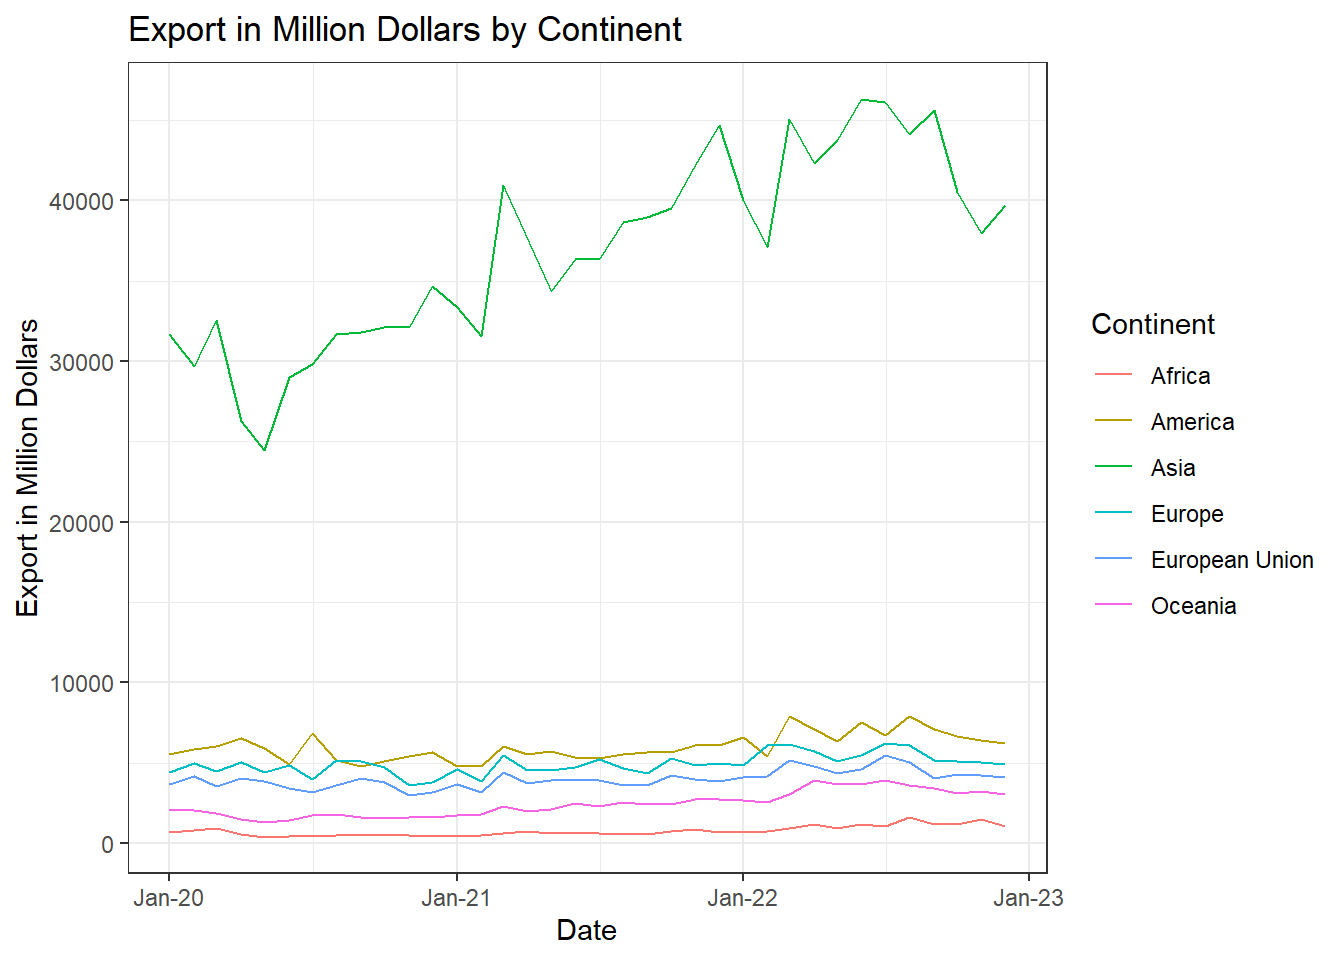 Export in Million Dollars by Continent
Export in Million Dollars
40000
30000
20000
10000
0
Jan-20
Jan-21
Jan-22
Jan-23
Date
Continent
Africa
America
Asia
Europe
European Union
Oceania